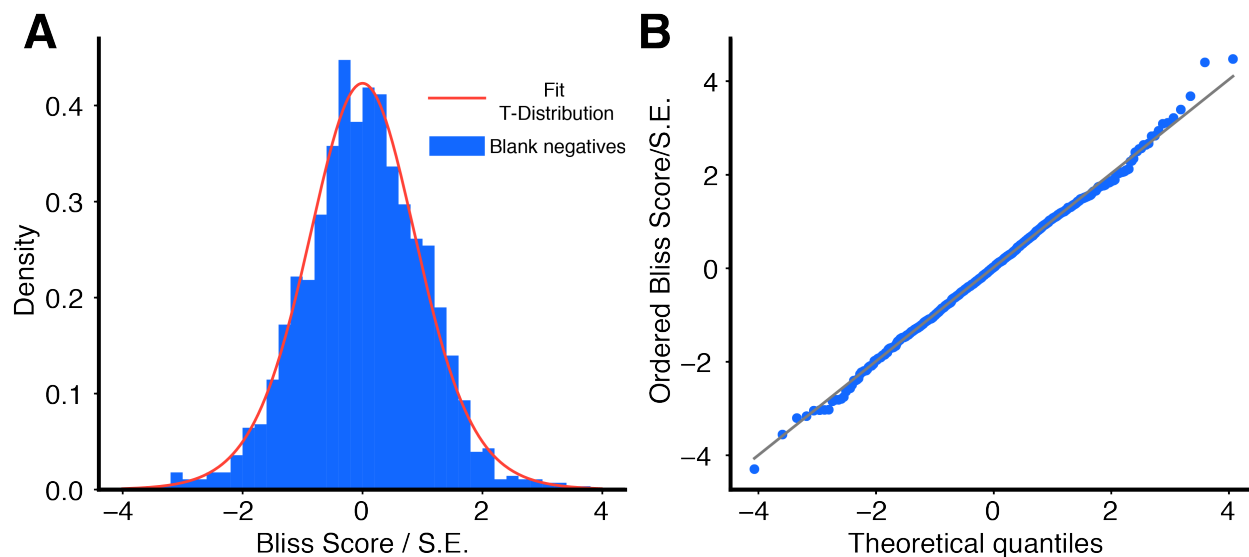 A
0.4
0.3
0.2
0.1
0.0
Density
−4
−2
0
2
4
Bliss Score / S.E.
Fit
T-Distribution
Blank negatives
B
4
2
0
−2
−4
Ordered Bliss Score/S.E.
−4
−2
0
2
4
Theoretical quantiles